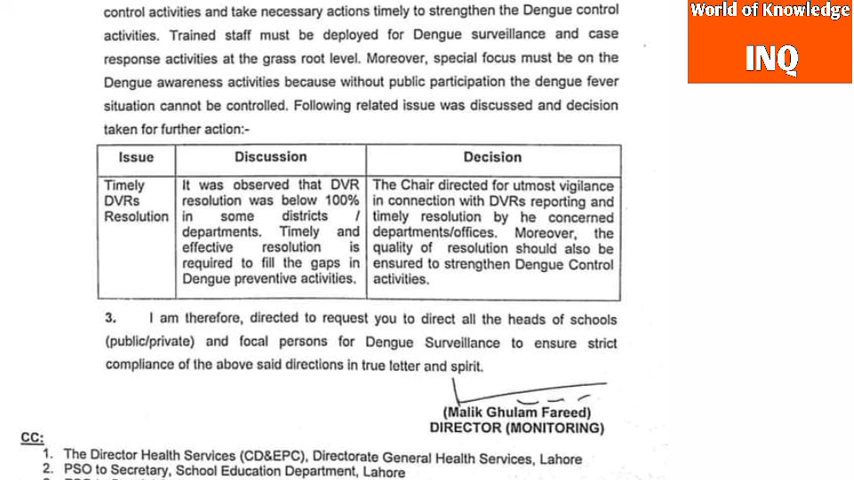 control activities and take necessary actions timely to strengthen the Dengue control
activities. Trained staff must be deployed for Dengue surveillance and case
response activities at the grass root level. Moreover, special focus must be on the
Dengue awareness activities because without public participation the dengue fever
situation cannot be controlled. Following related issue was discussed and decision
taken for further action:-
Issue
Discussion
Decision
Timely
DVRs
Resolution
It was observed that DVR
resolution was below 100%
in some districts /
departments. Timely and
effective resolution is
required to fill the gaps in
Dengue preventive activities.
The Chair directed for utmost vigilance
in connection with DVRs reporting and
timely resolution by he concerned
departments/offices. Moreover, the
quality of resolution should also be
ensured to strengthen Dengue Control
activities.
3. I am therefore, directed to request you to direct all the heads of schools
(public/private) and focal persons for Dengue Surveillance to ensure strict
compliance of the above said directions in true letter and spirit.
(Malik Ghulam Fareed)
DIRECTOR (MONITORING)
CC:
1. The Director Health Services (CD&EPC), Directorate General Health Services, Lahore
2. PSO to Secretary, School Education Department, Lahore
World of Knowledge
INQ